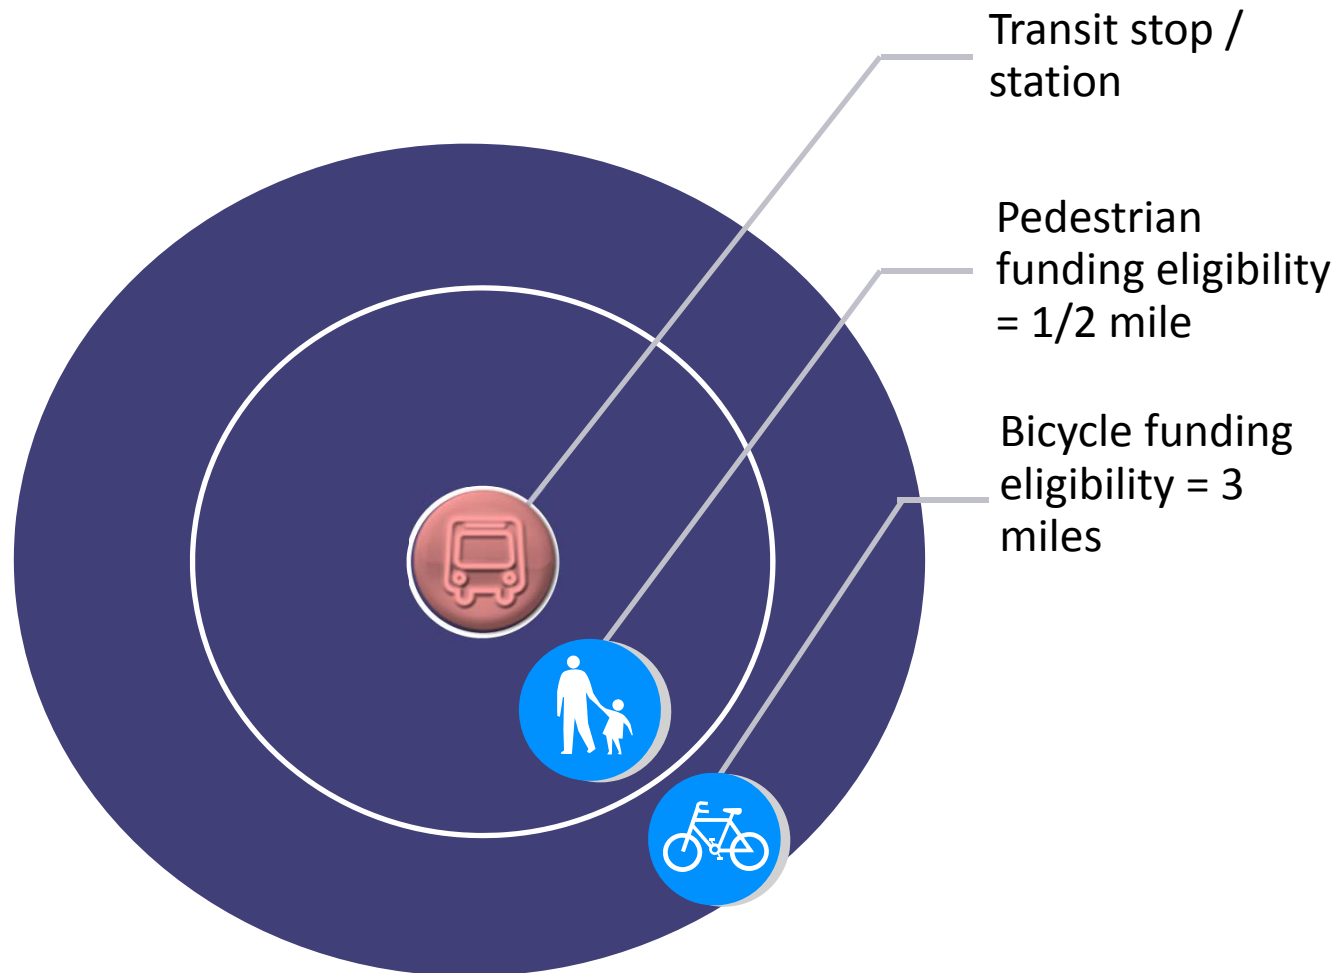 Transit stop /
station
Pedestrian
funding eligibility
= 1/2 mile
Bicycle funding
eligibility = 3
miles